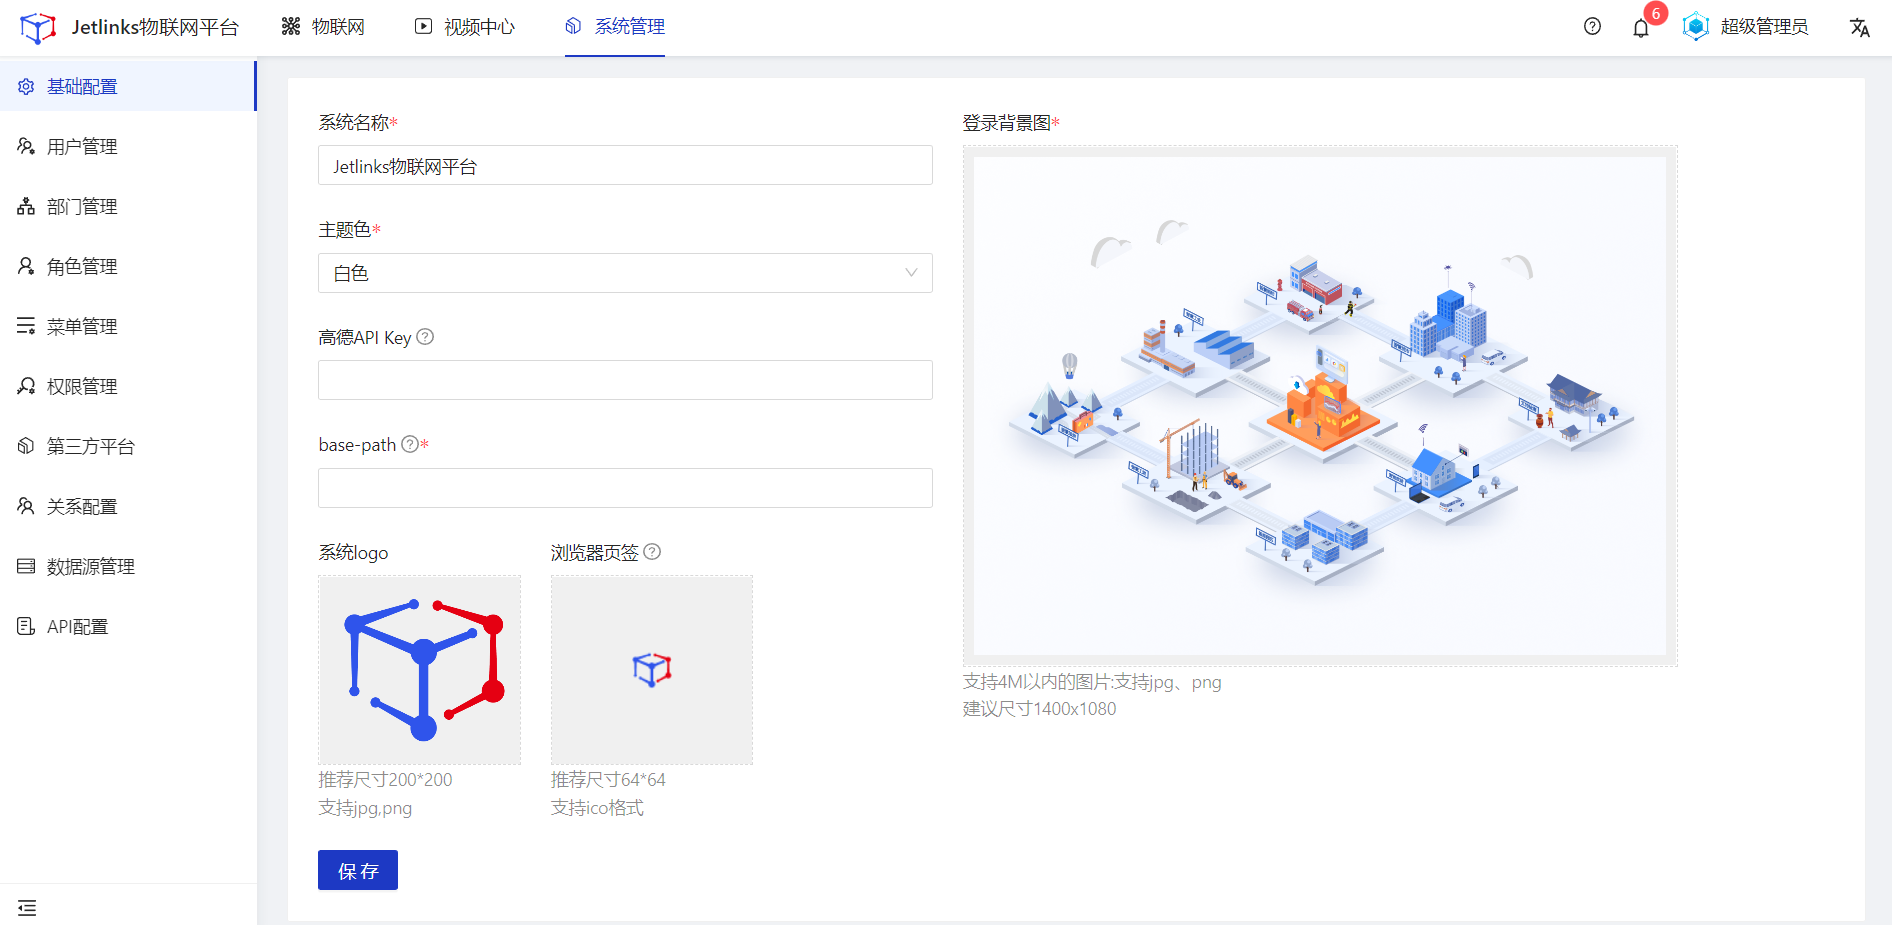 Jetlinks物联网平台
物联网
视频中心
系统管理
6
超级管理员
基础配置
用户管理
部门管理
角色管理
菜单管理
权限管理
第三方平台
关系配置
数据源管理
API配置
系统名称*
Jetlinks物联网平台
主题色*
白色
高德API Key
base-path *
系统logo
推荐尺寸200*200
支持jpg,png
浏览器页签
推荐尺寸64*64
支持ico格式
保存
登录背景图*
支持4M以内的图片:支持jpg、png
建议尺寸1400x1080